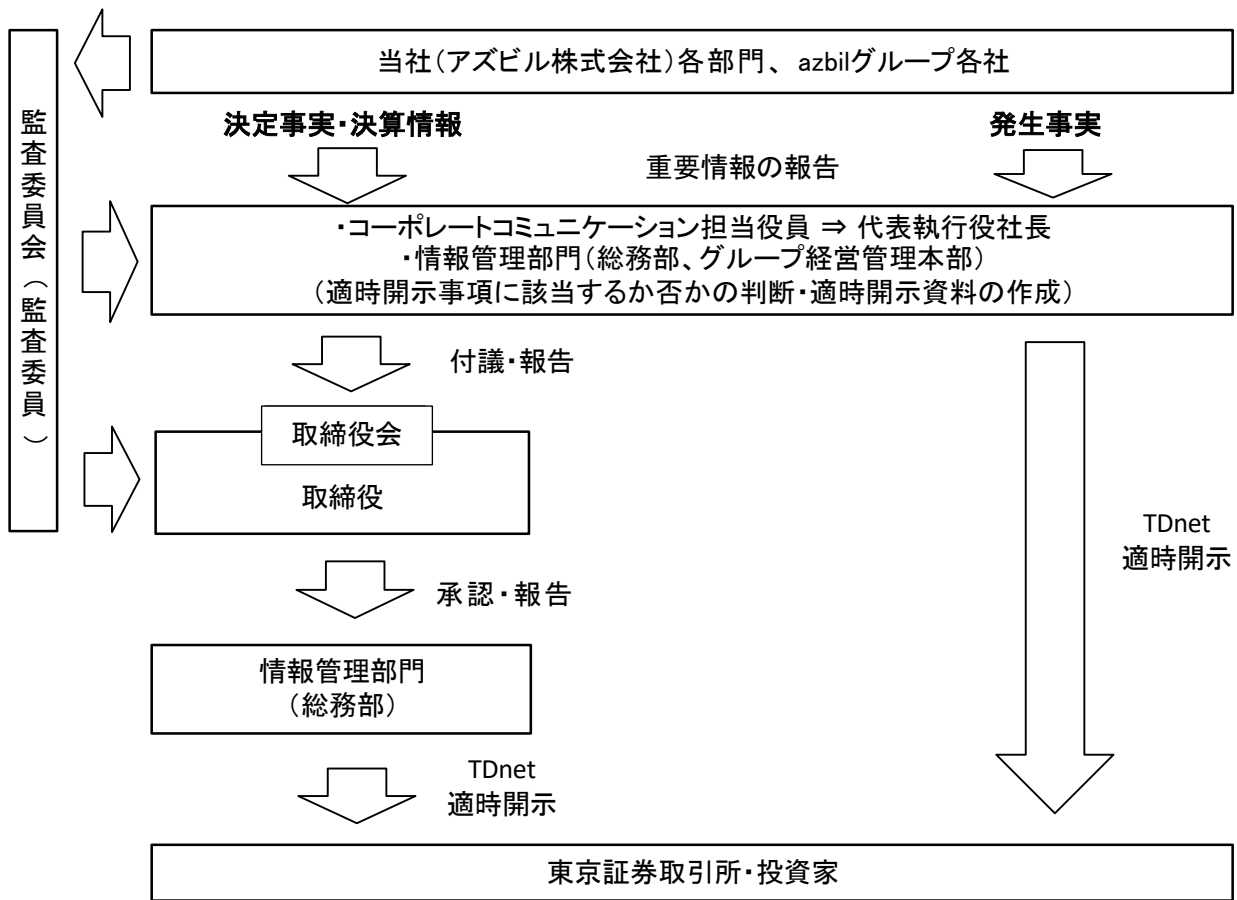 当社（アズビル株式会社）各部門、 azbilグループ各社
監査委員会（監査委員）
決定事実・決算情報
発生事実
重要情報の報告
・コーポレートコミュニケーション担当役員 ⇒ 代表執行役社長
・情報管理部門（総務部、グループ経営管理本部）
（適時開示事項に該当するか否かの判断・適時開示資料の作成）
付議・報告
取締役会
取締役
TDnet
適時開示
承認・報告
情報管理部門
（総務部）
TDnet
適時開示
東京証券取引所・投資家